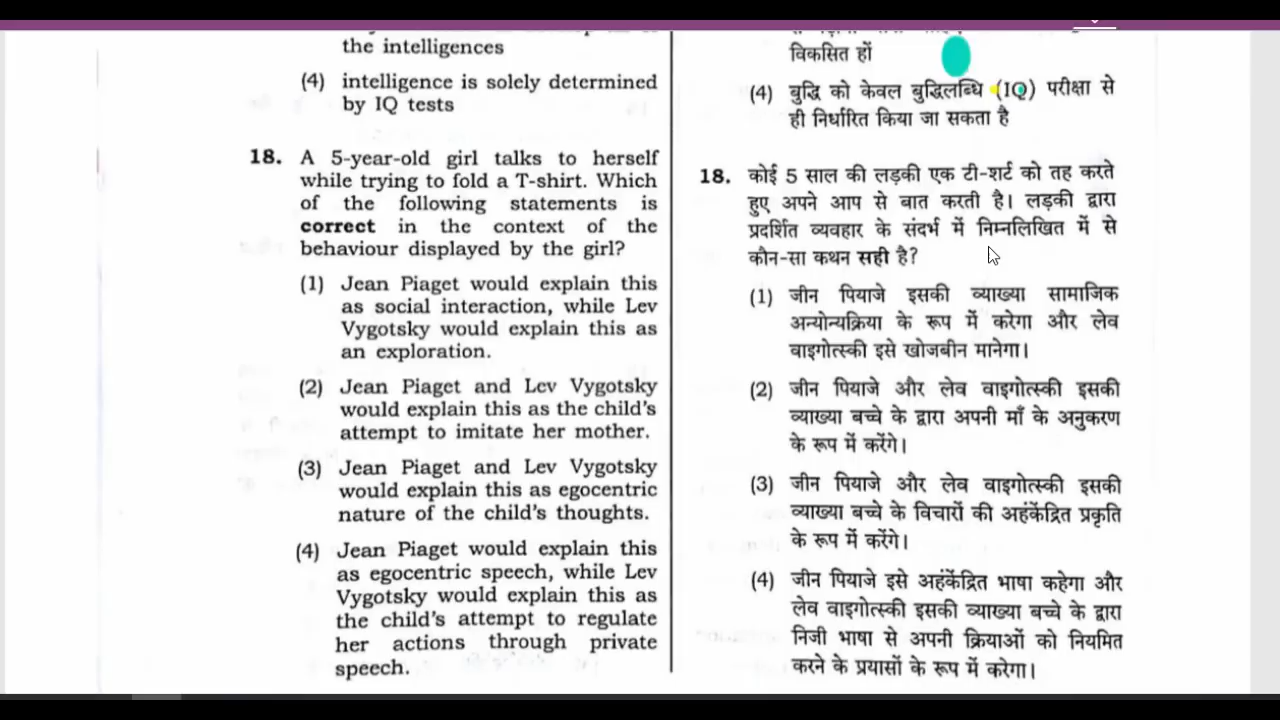 the intelligences
(4) intelligence is solely determined
by IQ tests
18. A 5-year-old girl talks to herself
while trying to fold a T-shirt. Which
of the following statements is
correct in the context of the
behaviour displayed by the girl?
(1) Jean Piaget would explain this
as social interaction, while Lev
Vygotsky would explain this as
an exploration.
(2) Jean Piaget and Lev Vygotsky
would explain this as the child's
attempt to imitate her mother.
(3) Jean Piaget and Lev Vygotsky
would explain this as egocentric
nature of the child's thoughts.
(4) Jean Piaget would explain this
as egocentric speech, while Lev
Vygotsky would explain this as
the child's attempt to regulate
her actions through private
speech.
विकसित हों
(4) बुद्धि को केवल बुद्धिलब्धि (IQ) परीक्षा से
ही निर्धारित किया जा सकता है
18. कोई 5 साल की लड़की एक टी-शर्ट को तह करते
हुए अपने आप से बात करती है। लड़की द्वारा
प्रदर्शित व्यवहार के संदर्भ में निम्नलिखित में से
कौन-सा कथन सही है?
(1) जीन पियाजे इसकी व्याख्या सामाजिक
अन्योन्यक्रिया के रूप में करेगा और लेव
वाइगोत्स्की इसे खोजबीन मानेगा।
(2) जीन पियाजे और लेव वाइगोत्स्की इसकी
व्याख्या बच्चे के द्वारा अपनी माँ के अनुकरण
के रूप में करेंगे।
(3) जीन पियाजे और लेव वाइगोत्स्की इसकी
व्याख्या बच्चे के विचारों की अहंकेंद्रित प्रकृति
के रूप में करेंगे।
(4) जीन पियाजे इसे अहंकेंद्रित भाषा कहेगा और
लेव वाइगोत्स्की इसकी व्याख्या बच्चे के द्वारा
निजी भाषा से अपनी क्रियाओं को नियमित
करने के प्रयासों के रूप में करेगा।